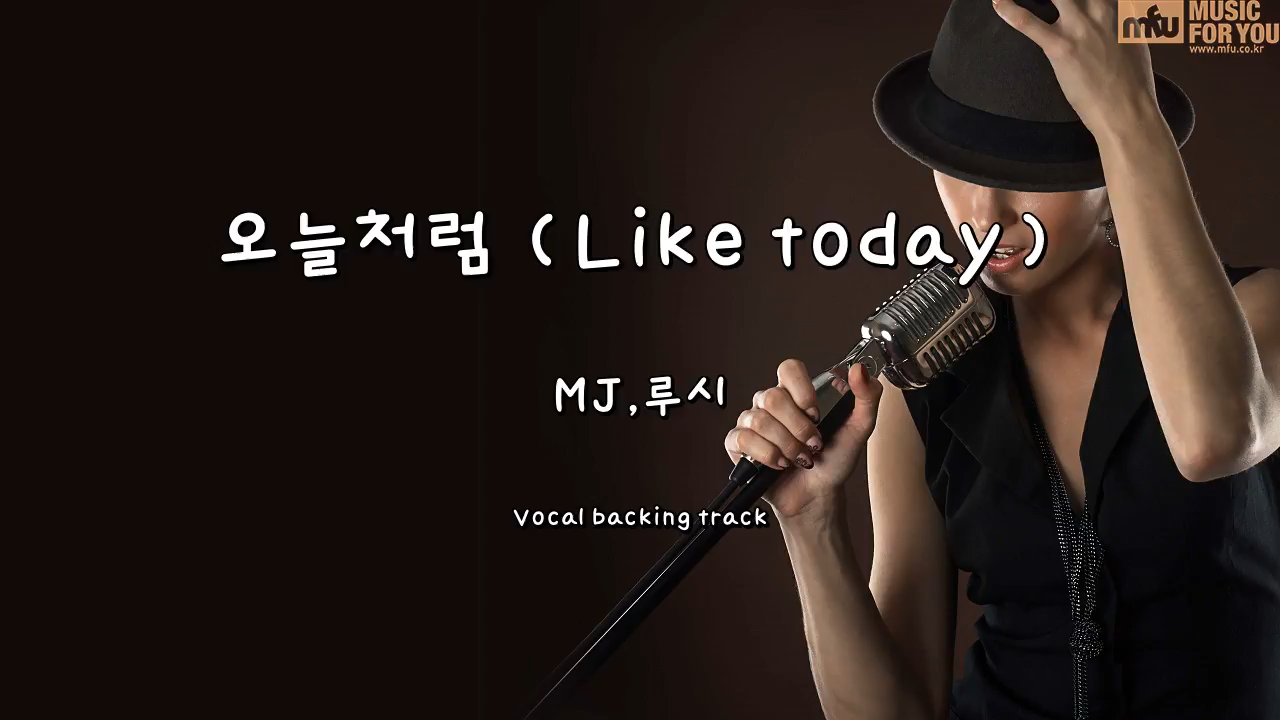 mfu MUSIC
FOR YOU
www.mfu.co.kr
오늘처럼 (Like today)
MJ,루시
Vocal backing track